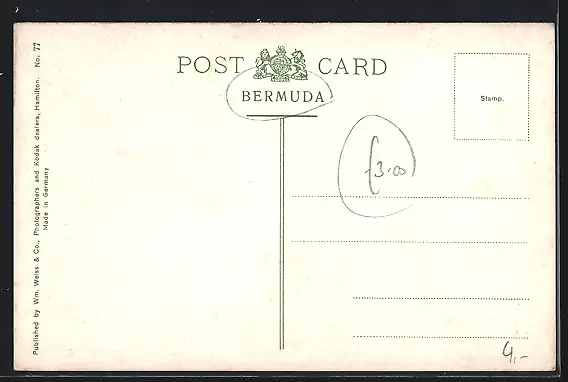 POST CARD
BERMUDA
Stamp.
£3.00
Published by Wm. Weiss & Co., Photographers and Kodak dealers, Hamilton. No. 77
Made in Germany
4,-